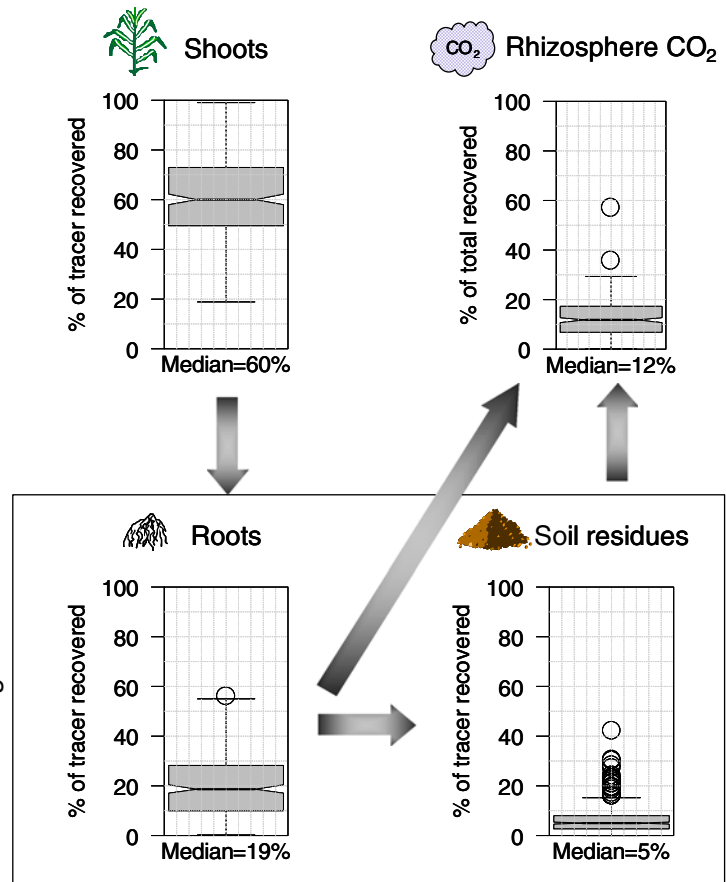 Shoots
% of tracer recovered
100
80
60
40
20
0
Median=60%
CO2
Rhizosphere CO2
% of total recovered
100
80
60
40
20
0
Median=12%
Roots
% of tracer recovered
100
80
60
40
20
0
Median=19%
Soil residues
% of tracer recovered
100
80
60
40
20
0
Median=5%